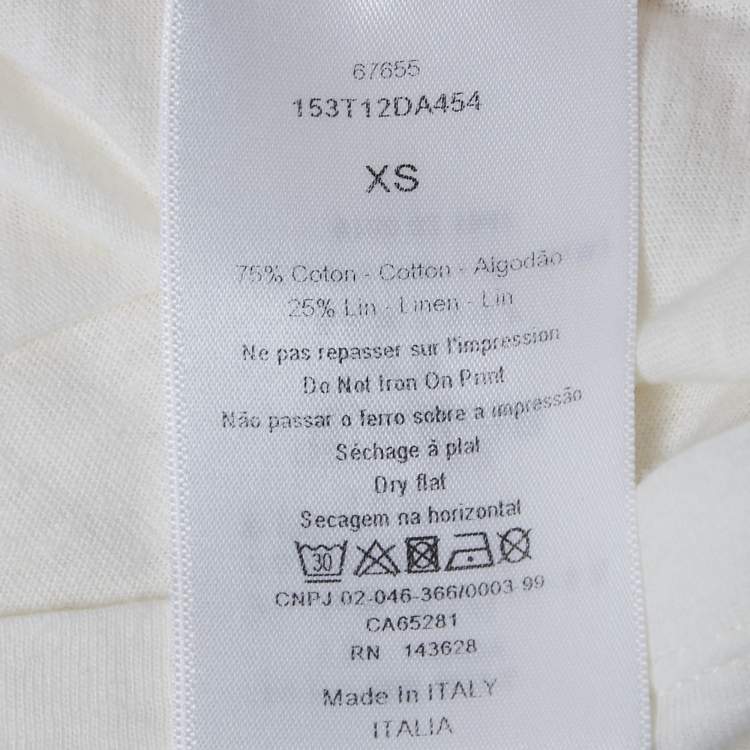 67655
153T12DA454
XS
75% Coton - Cotton - Algodão
25% Lin - Linen - Lin
Ne pas repasser sur l'impression
Do Not Iron On Print
Não passar o ferro sobre a impressão
Séchage à plat
Dry flat
Secagem na horizontal
30
CNPJ 02-046-366/0003-99
CA65281
RN 143628
Made In ITALY
ITALIA